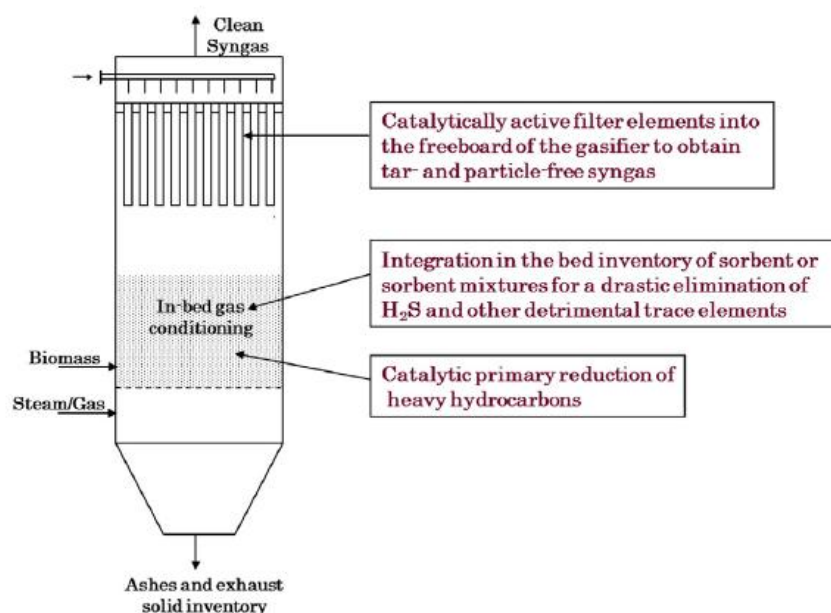 Clean
Syngas
Catalytically active filter elements into
the freeboard of the gasifier to obtain
tar- and particle-free syngas
Integration in the bed inventory of sorbent or
sorbent mixtures for a drastic elimination of
H₂S and other detrimental trace elements
In-bed gas
conditioning
Biomass
Catalytic primary reduction of
heavy hydrocarbons
Steam/Gas
Ashes and exhaust
solid inventory